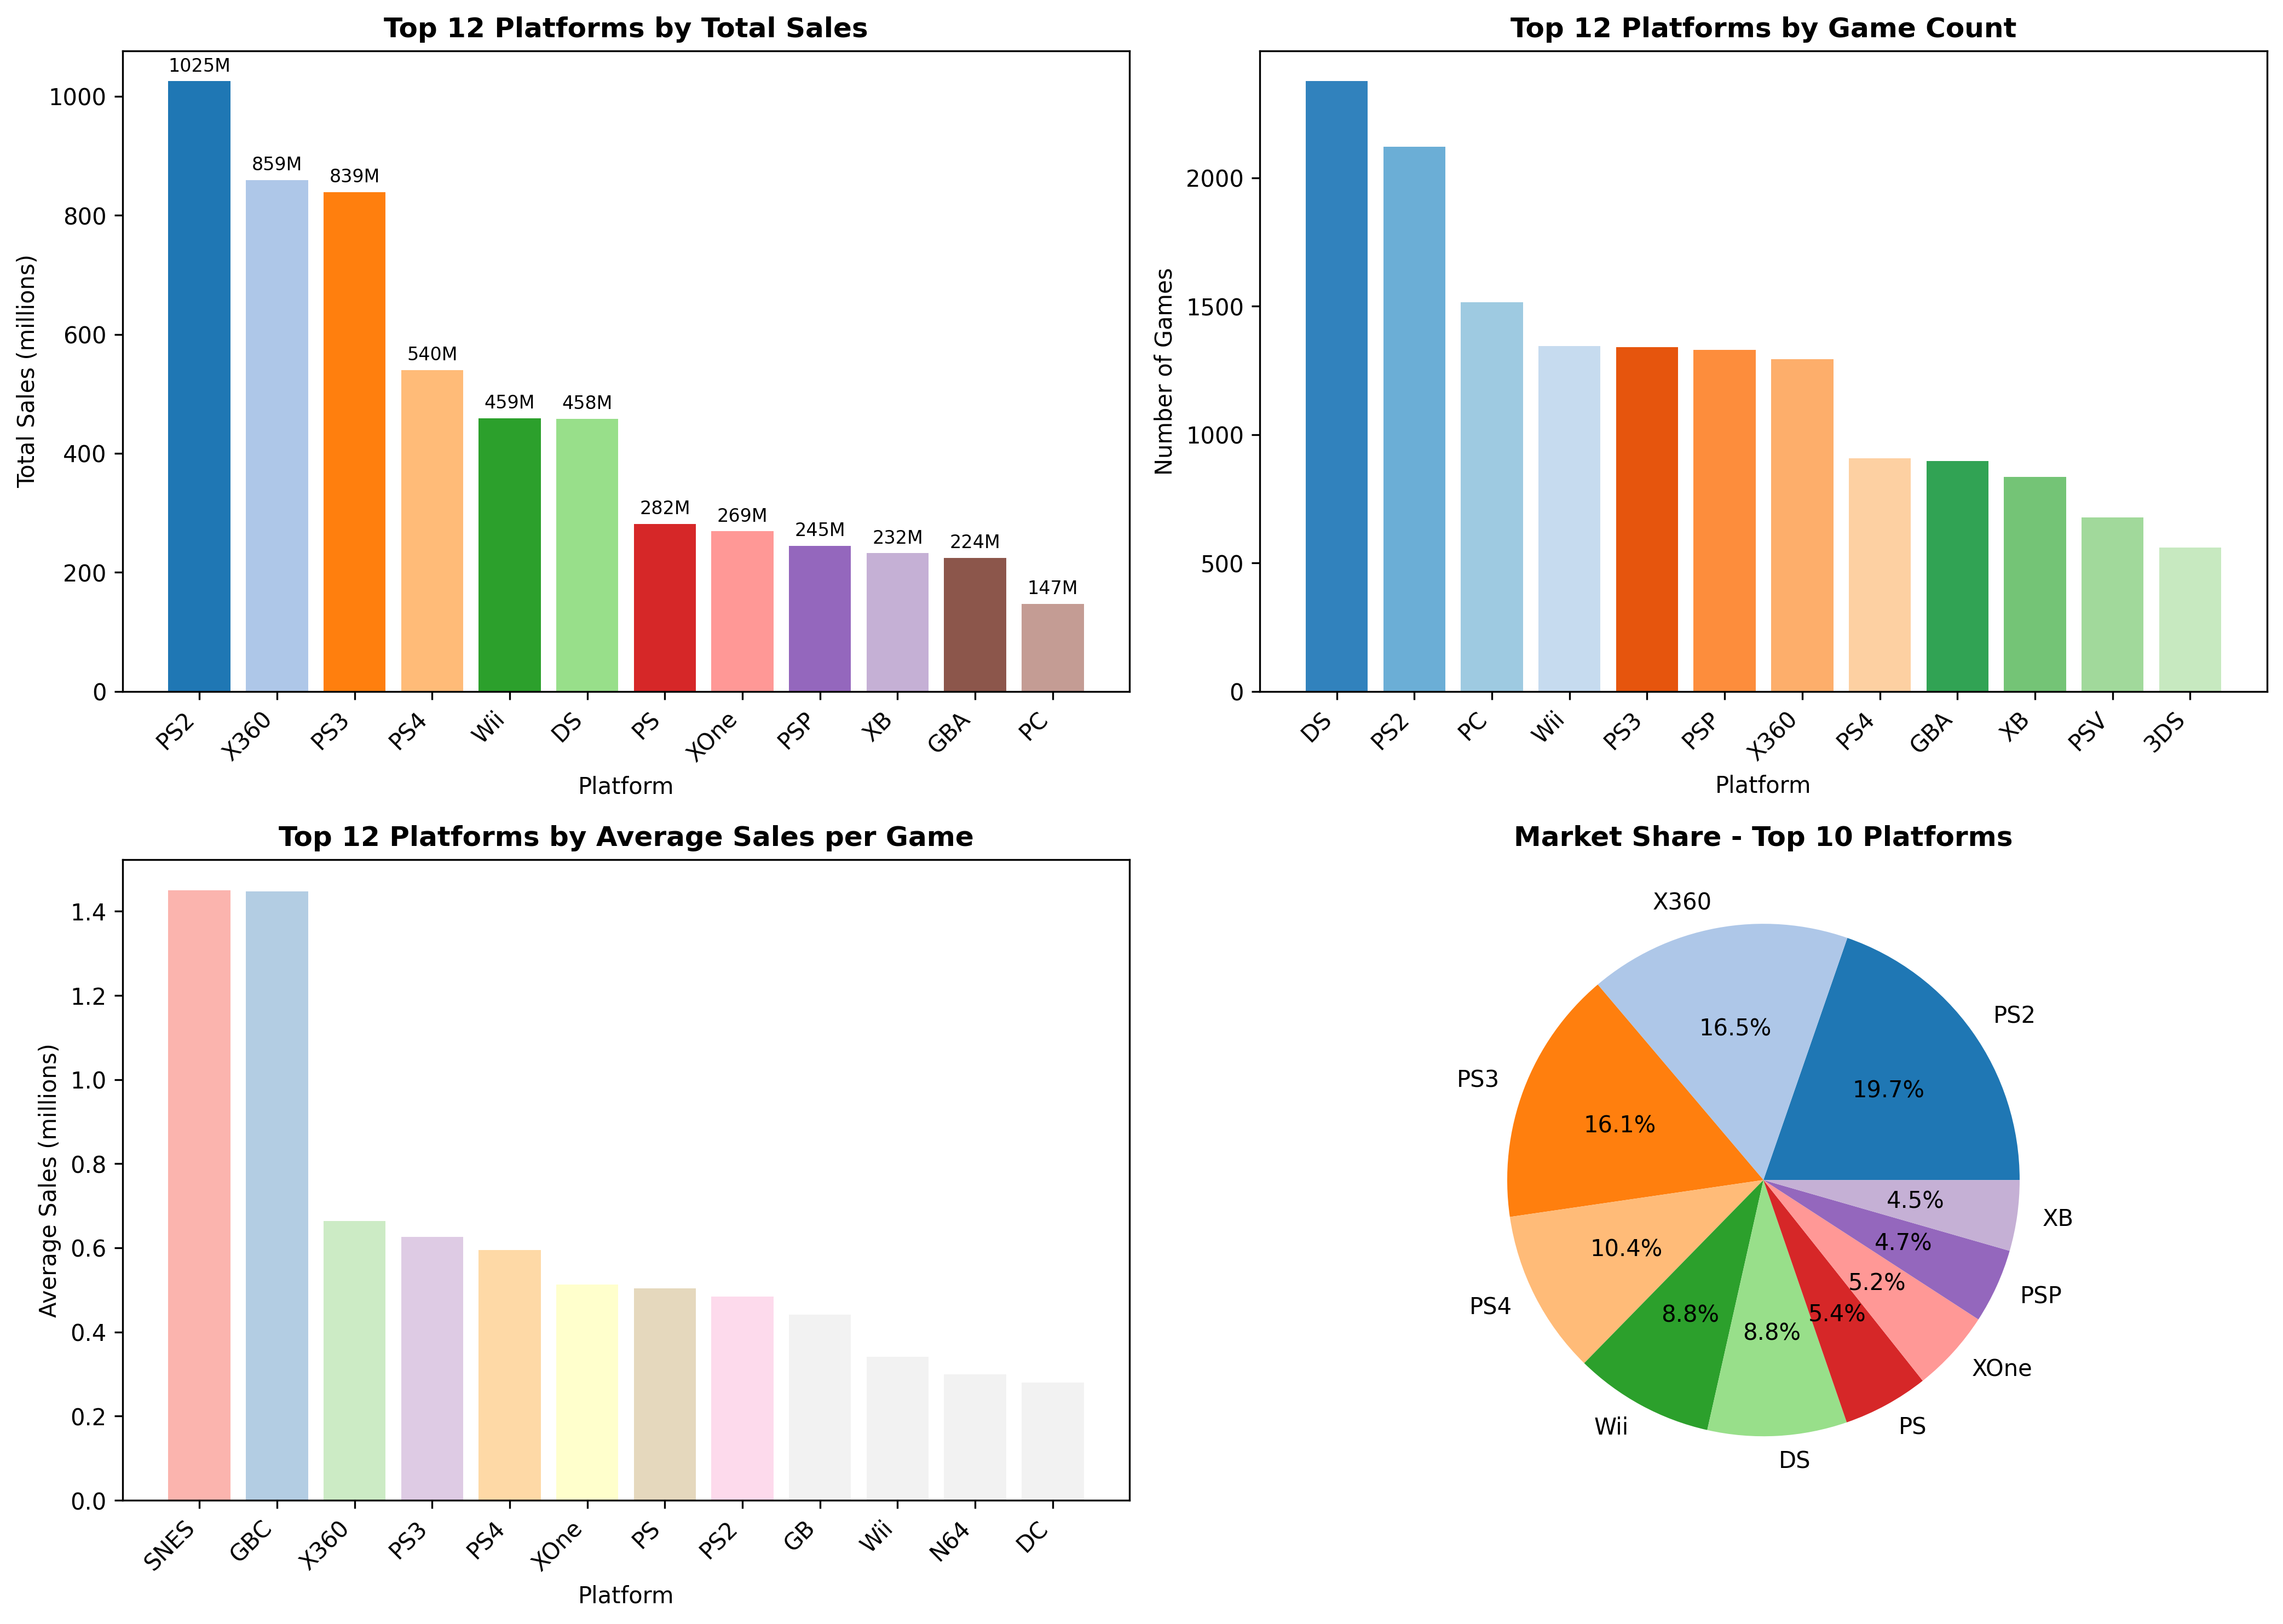 Top 12 Platforms by Total Sales
Total Sales (millions)
1000
800
600
400
200
0
1025M
859M
839M
540M
459M
458M
282M
269M
245M
232M
224M
147M
PS2
X360
PS3
PS4
Wii
DS
PS
XOne
PSP
XB
GBA
PC
Platform
Top 12 Platforms by Game Count
Number of Games
2000
1500
1000
500
0
DS
PS2
PC
Wii
PS3
PSP
X360
PS4
GBA
XB
PSV
3DS
Platform
Top 12 Platforms by Average Sales per Game
Average Sales (millions)
1.4
1.2
1.0
0.8
0.6
0.4
0.2
0.0
SNES
GBC
X360
PS3
PS4
XOne
PS
PS2
GB
Wii
N64
DC
Platform
Market Share - Top 10 Platforms
PS2
19.7%
X360
16.5%
PS3
16.1%
PS4
10.4%
Wii
8.8%
DS
8.8%
PS
5.4%
XOne
5.2%
PSP
4.7%
XB
4.5%